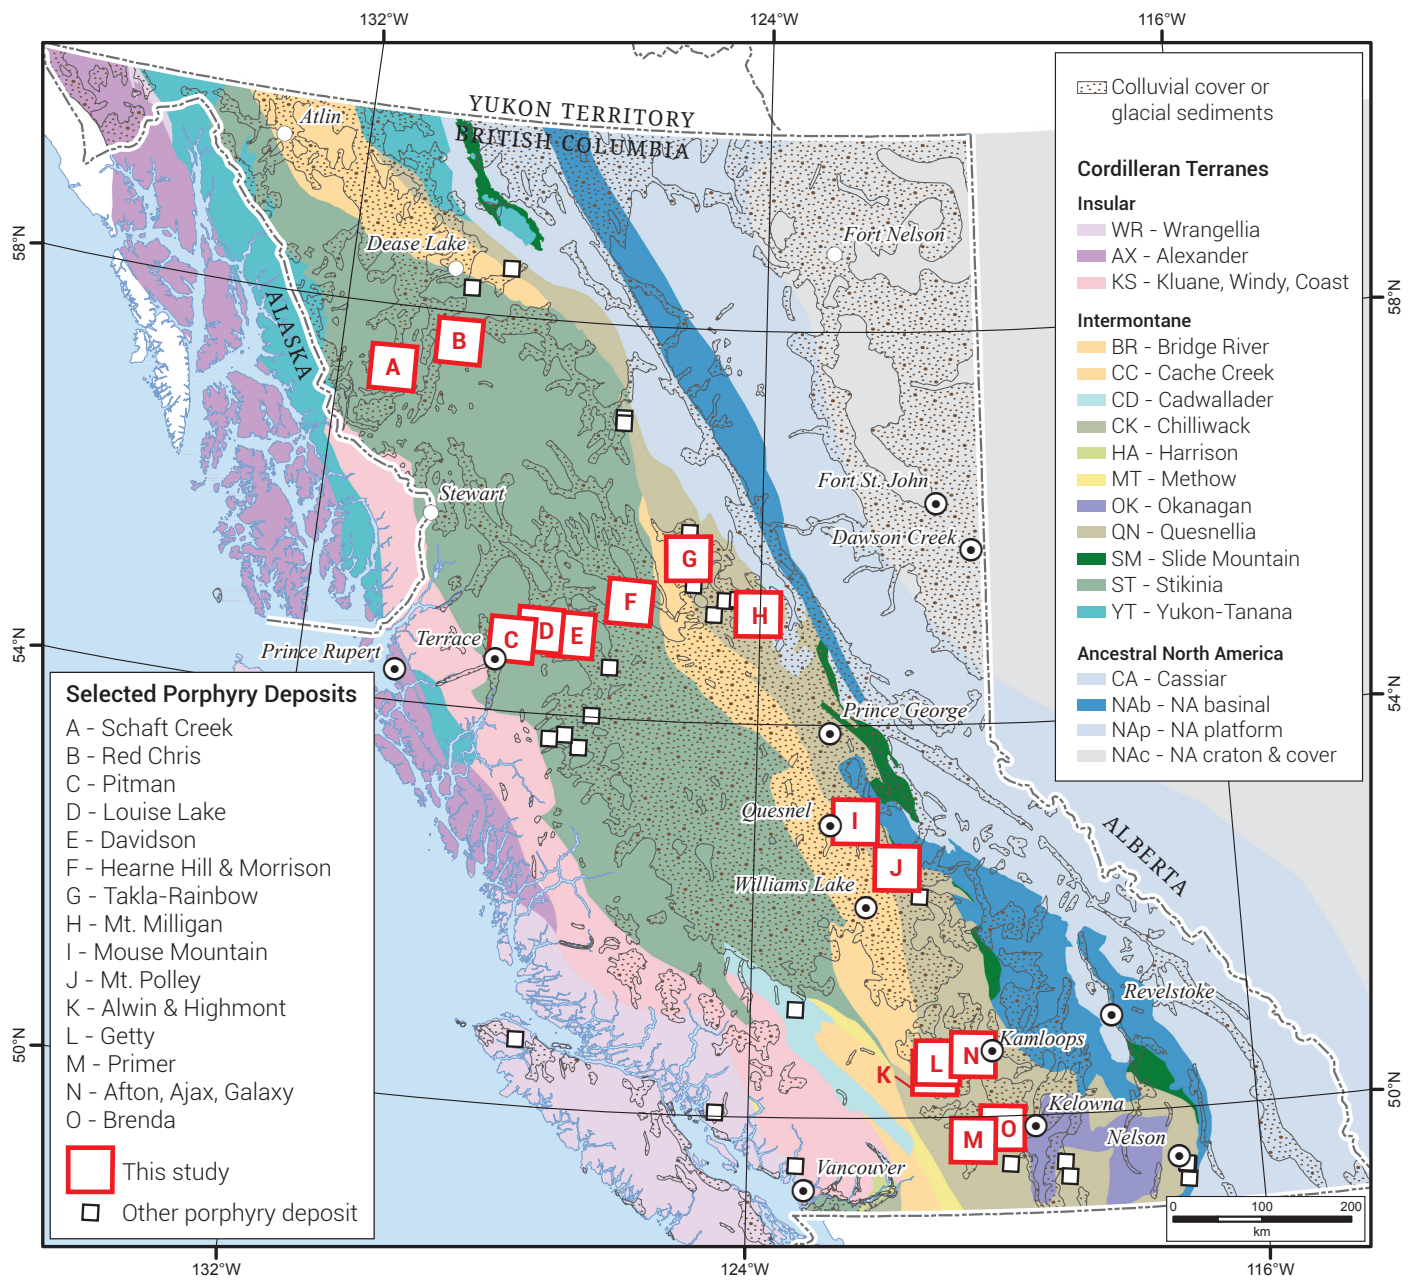 132°W
124°W
116°W
YUKON TERRITORY
BRITISH COLUMBIA
Atlin
Dease Lake
Fort Nelson
58°N
58°N
ALASKA
A
B
Stewart
Fort St. John
Dawson Creek
G
F
H
C
D
E
Terrace
Prince Rupert
54°N
54°N
Prince George
Quesnel
I
J
Williams Lake
ALBERTA
Revelstoke
Kamloops
K
L
N
50°N
50°N
Kelowna
M
O
Nelson
Vancouver
Colluvial cover or
glacial sediments
Cordilleran Terranes
Insular
WR - Wrangellia
AX - Alexander
KS - Kluane, Windy, Coast
Intermontane
BR - Bridge River
CC - Cache Creek
CD - Cadwallader
CK - Chilliwack
HA - Harrison
MT - Methow
OK - Okanagan
QN - Quesnellia
SM - Slide Mountain
ST - Stikinia
YT - Yukon-Tanana
Ancestral North America
CA - Cassiar
NAb - NA basinal
NAp - NA platform
NAc - NA craton & cover
Selected Porphyry Deposits
A - Schaft Creek
B - Red Chris
C - Pitman
D - Louise Lake
E - Davidson
F - Hearne Hill & Morrison
G - Takla-Rainbow
H - Mt. Milligan
I - Mouse Mountain
J - Mt. Polley
K - Alwin & Highmont
L - Getty
M - Primer
N - Afton, Ajax, Galaxy
O - Brenda
This study
Other porphyry deposit
0 100 200
km
132°W
124°W
116°W